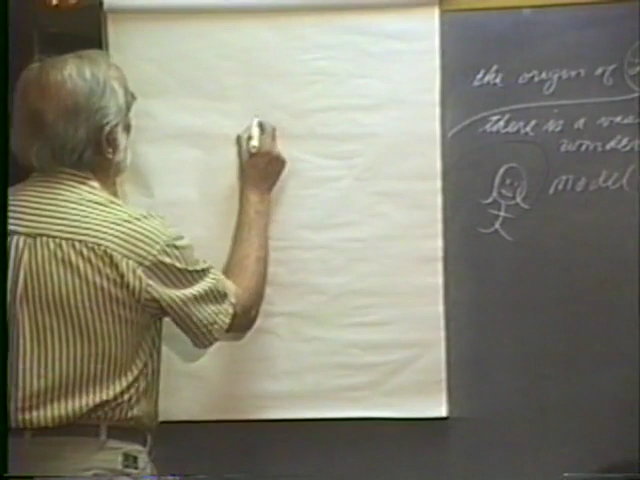 the origin of
there is a
wonder
model